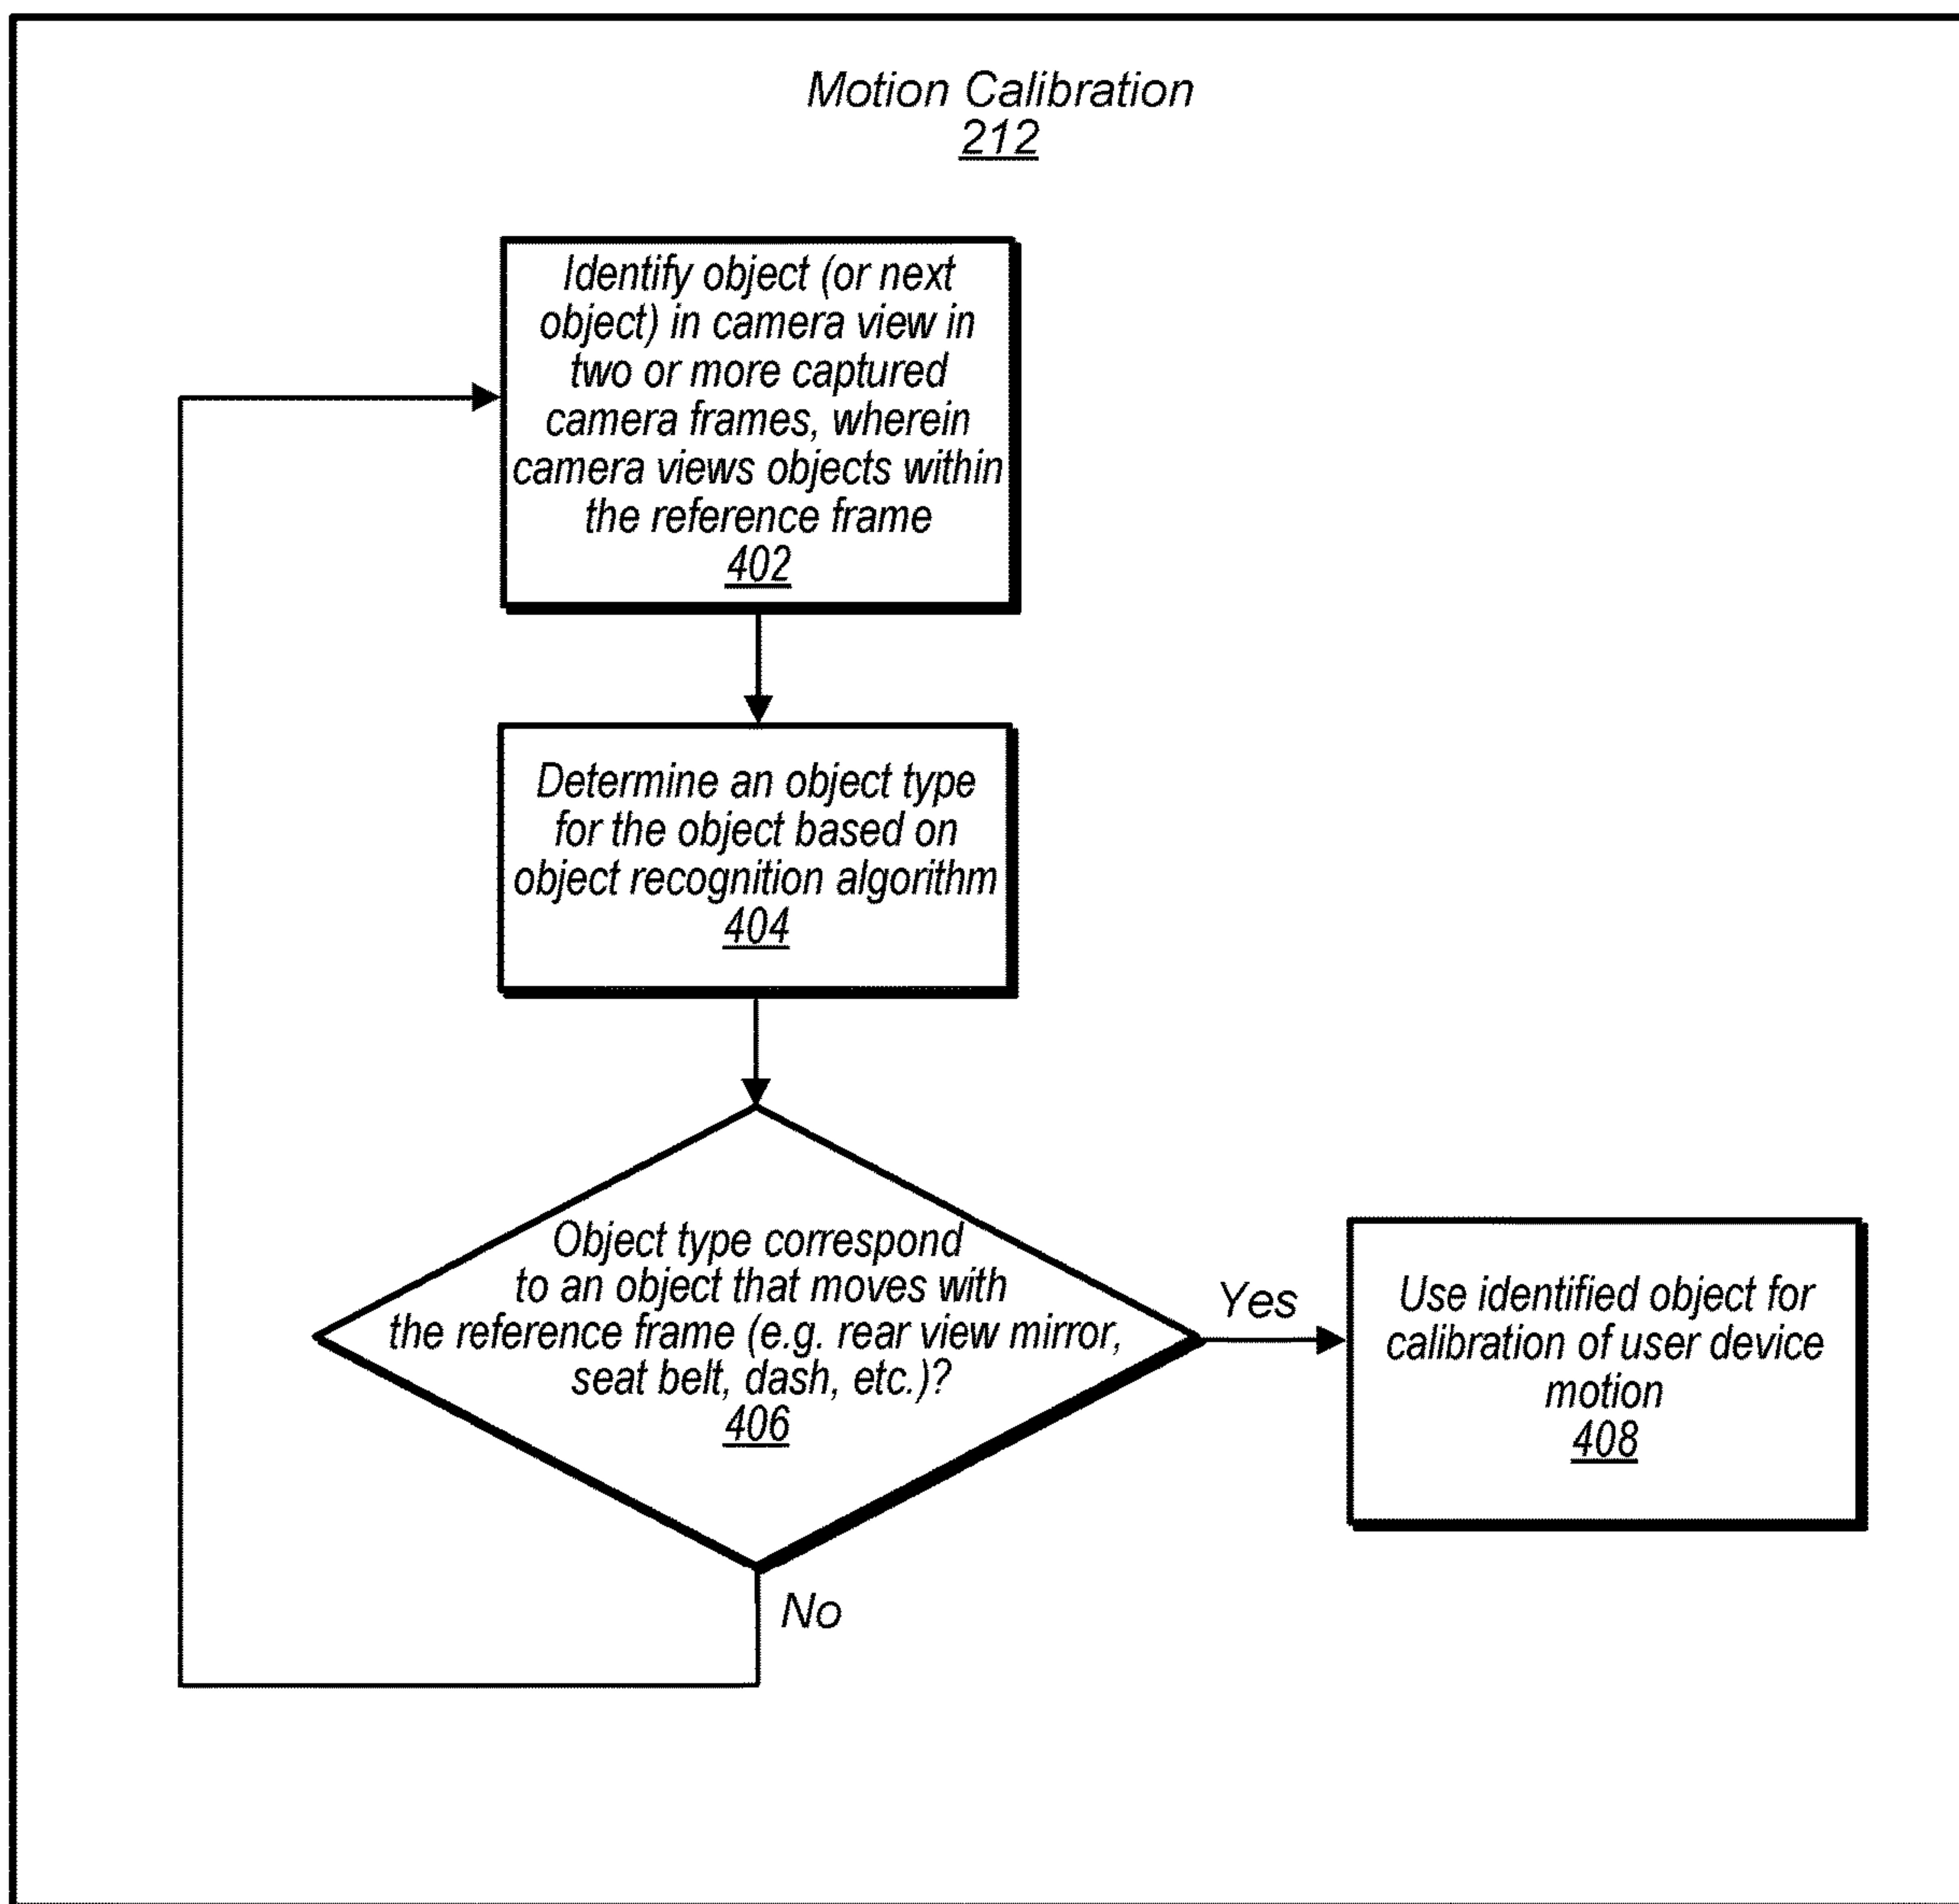 Motion Calibration
212
Identify object (or next
object) in camera view in
two or more captured
camera frames, wherein
camera views objects within
the reference frame
402
Determine an object type
for the object based on
object recognition algorithm
404
Object type correspond
to an object that moves with
the reference frame (e.g. rear view mirror,
seat belt, dash, etc.)?
406
Yes
Use identified object for
calibration of user device
motion
408
No